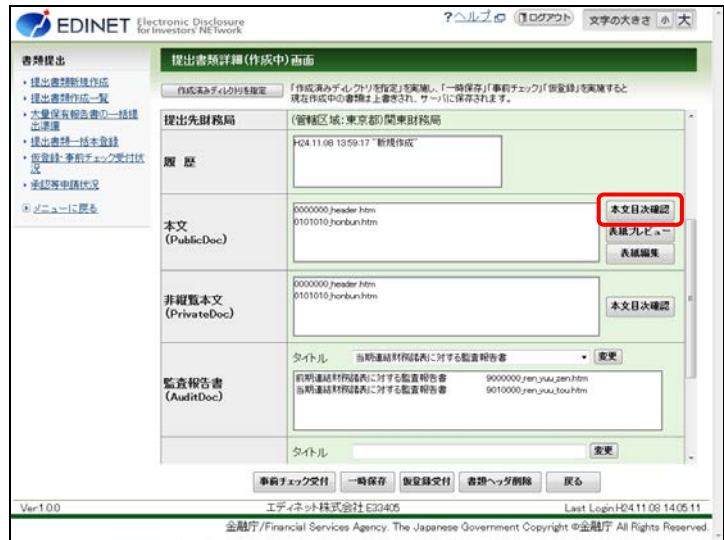 EDINET Electronic Disclosure for Investors' NETwork
?ヘルプ ログアウト 文字の大きさ 小 大
書類提出
・提出書類新規作成
・提出書類作成一覧
・大量保有報告書の一括提
出準備
・提出書類一括本登録
・仮登録・事前チェック受付状
況
・承認等申請状況
メニューに戻る
提出書類詳細(作成中)画面
作成済みディレクトリを指定
「作成済みディレクトリを指定」を実施し、「一時保存」「事前チェック」「仮登録」を実施すると
現在作成中の書類は上書きされ、サーバに保存されます。
提出先財務局 (管轄区域:東京都)関東財務局
履 歴
H24.11.08 13:59:17 "新規作成"
本文
(PublicDoc)
0000000_header.htm
0101010_honbun.htm
本文目次確認
表紙プレビュー
表紙編集
非縦覧本文
(PrivateDoc)
0000000_header.htm
0101010_honbun.htm
本文目次確認
監査報告書
(AuditDoc)
タイトル 当期連結財務諸表に対する監査報告書 変更
前期連結財務諸表に対する監査報告書 9000000_ren_yuu_zen.htm
当期連結財務諸表に対する監査報告書 9010000_ren_yuu_tou.htm
タイトル 変更
事前チェック受付 一時保存 仮登録受付 書類ヘッダ削除 戻る
Ver1.0.0 エディネット株式会社 E33405 Last Login:H24.11.08 14:05:11
金融庁/Financial Services Agency. The Japanese Government Copyright ©金融庁 All Rights Reserved.